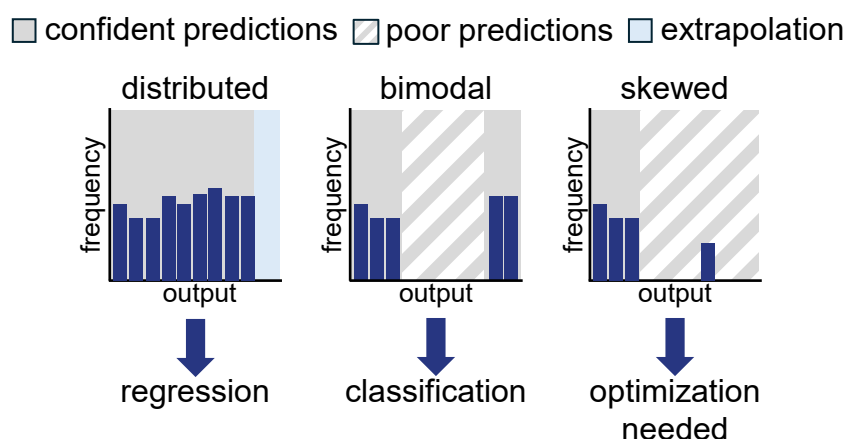 confident predictions poor predictions extrapolation
distributed bimodal skewed
frequency frequency frequency
output output output
regression classification optimization
needed